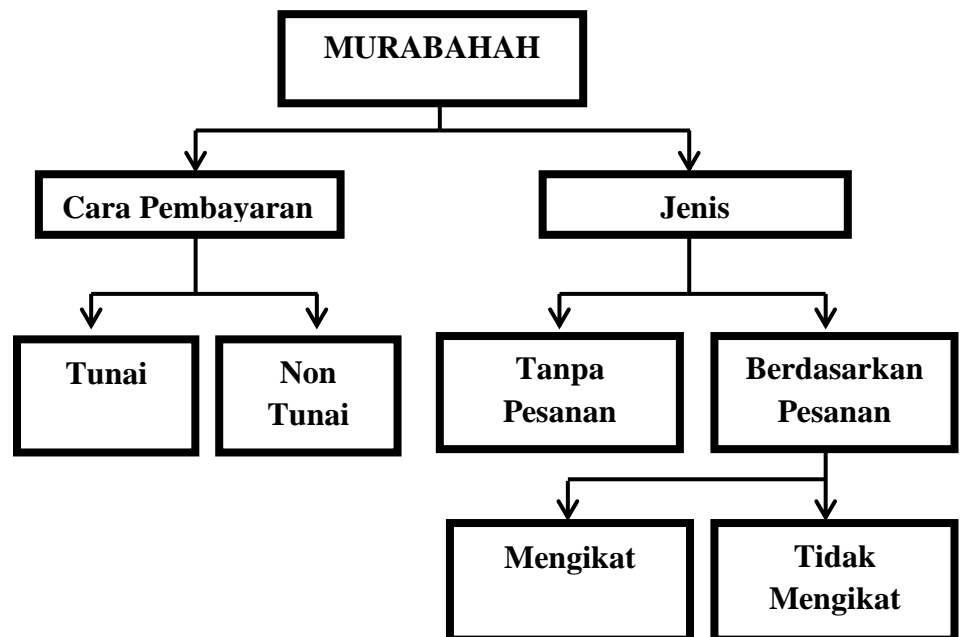 MURABAHAH
Cara Pembayaran
Jenis
Tunai
Non
Tunai
Tanpa
Pesanan
Berdasarkan
Pesanan
Mengikat
Tidak
Mengikat